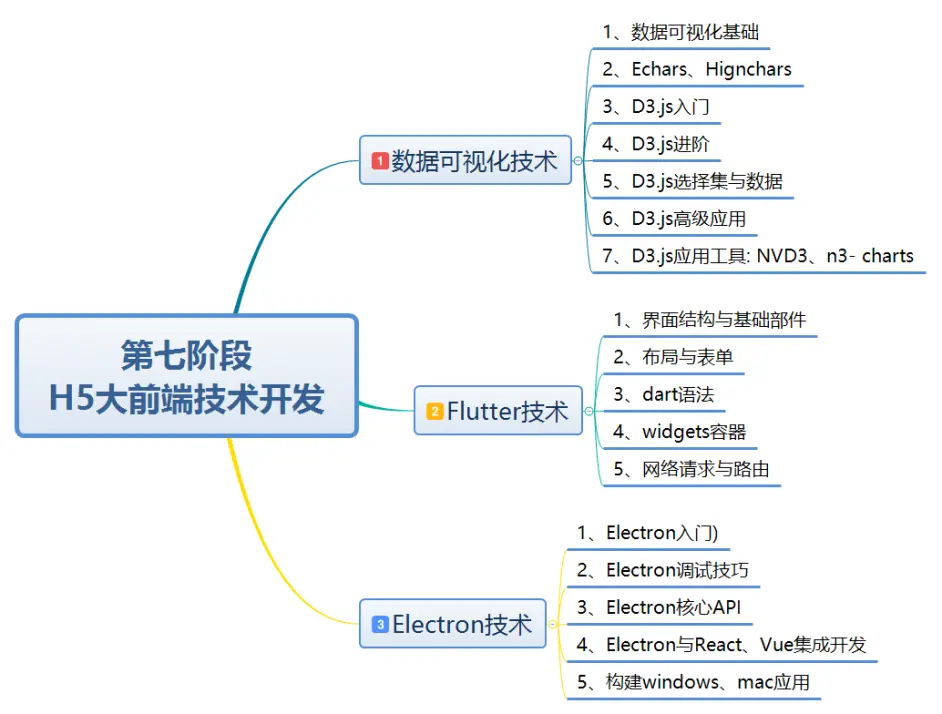 第七阶段
H5大前端技术开发
1 数据可视化技术
1、数据可视化基础
2、Echars、Hignchars
3、D3.js入门
4、D3.js进阶
5、D3.js选择集与数据
6、D3.js高级应用
7、D3.js应用工具: NVD3、n3- charts
2 Flutter技术
1、界面结构与基础部件
2、布局与表单
3、dart语法
4、widgets容器
5、网络请求与路由
3 Electron技术
1、Electron入门)
2、Electron调试技巧
3、Electron核心API
4、Electron与React、Vue集成开发
5、构建windows、mac应用